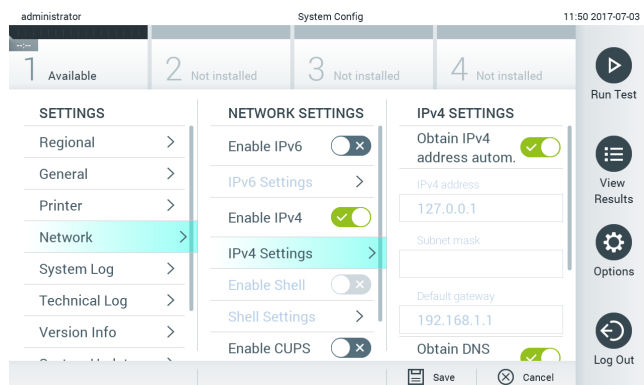 administrator
System Config
11:50 2017-07-03
--:--
1 Available
2 Not installed
3 Not installed
4 Not installed
Run Test
View
Results
Options
Log Out
SETTINGS
Regional
General
Printer
Network
System Log
Technical Log
Version Info
NETWORK SETTINGS
Enable IPv6
IPv6 Settings
Enable IPv4
IPv4 Settings
Enable Shell
Shell Settings
Enable CUPS
IPv4 SETTINGS
Obtain IPv4
address autom.
IPv4 address
127.0.0.1
Subnet mask
Default gateway
192.168.1.1
Obtain DNS
Save
Cancel